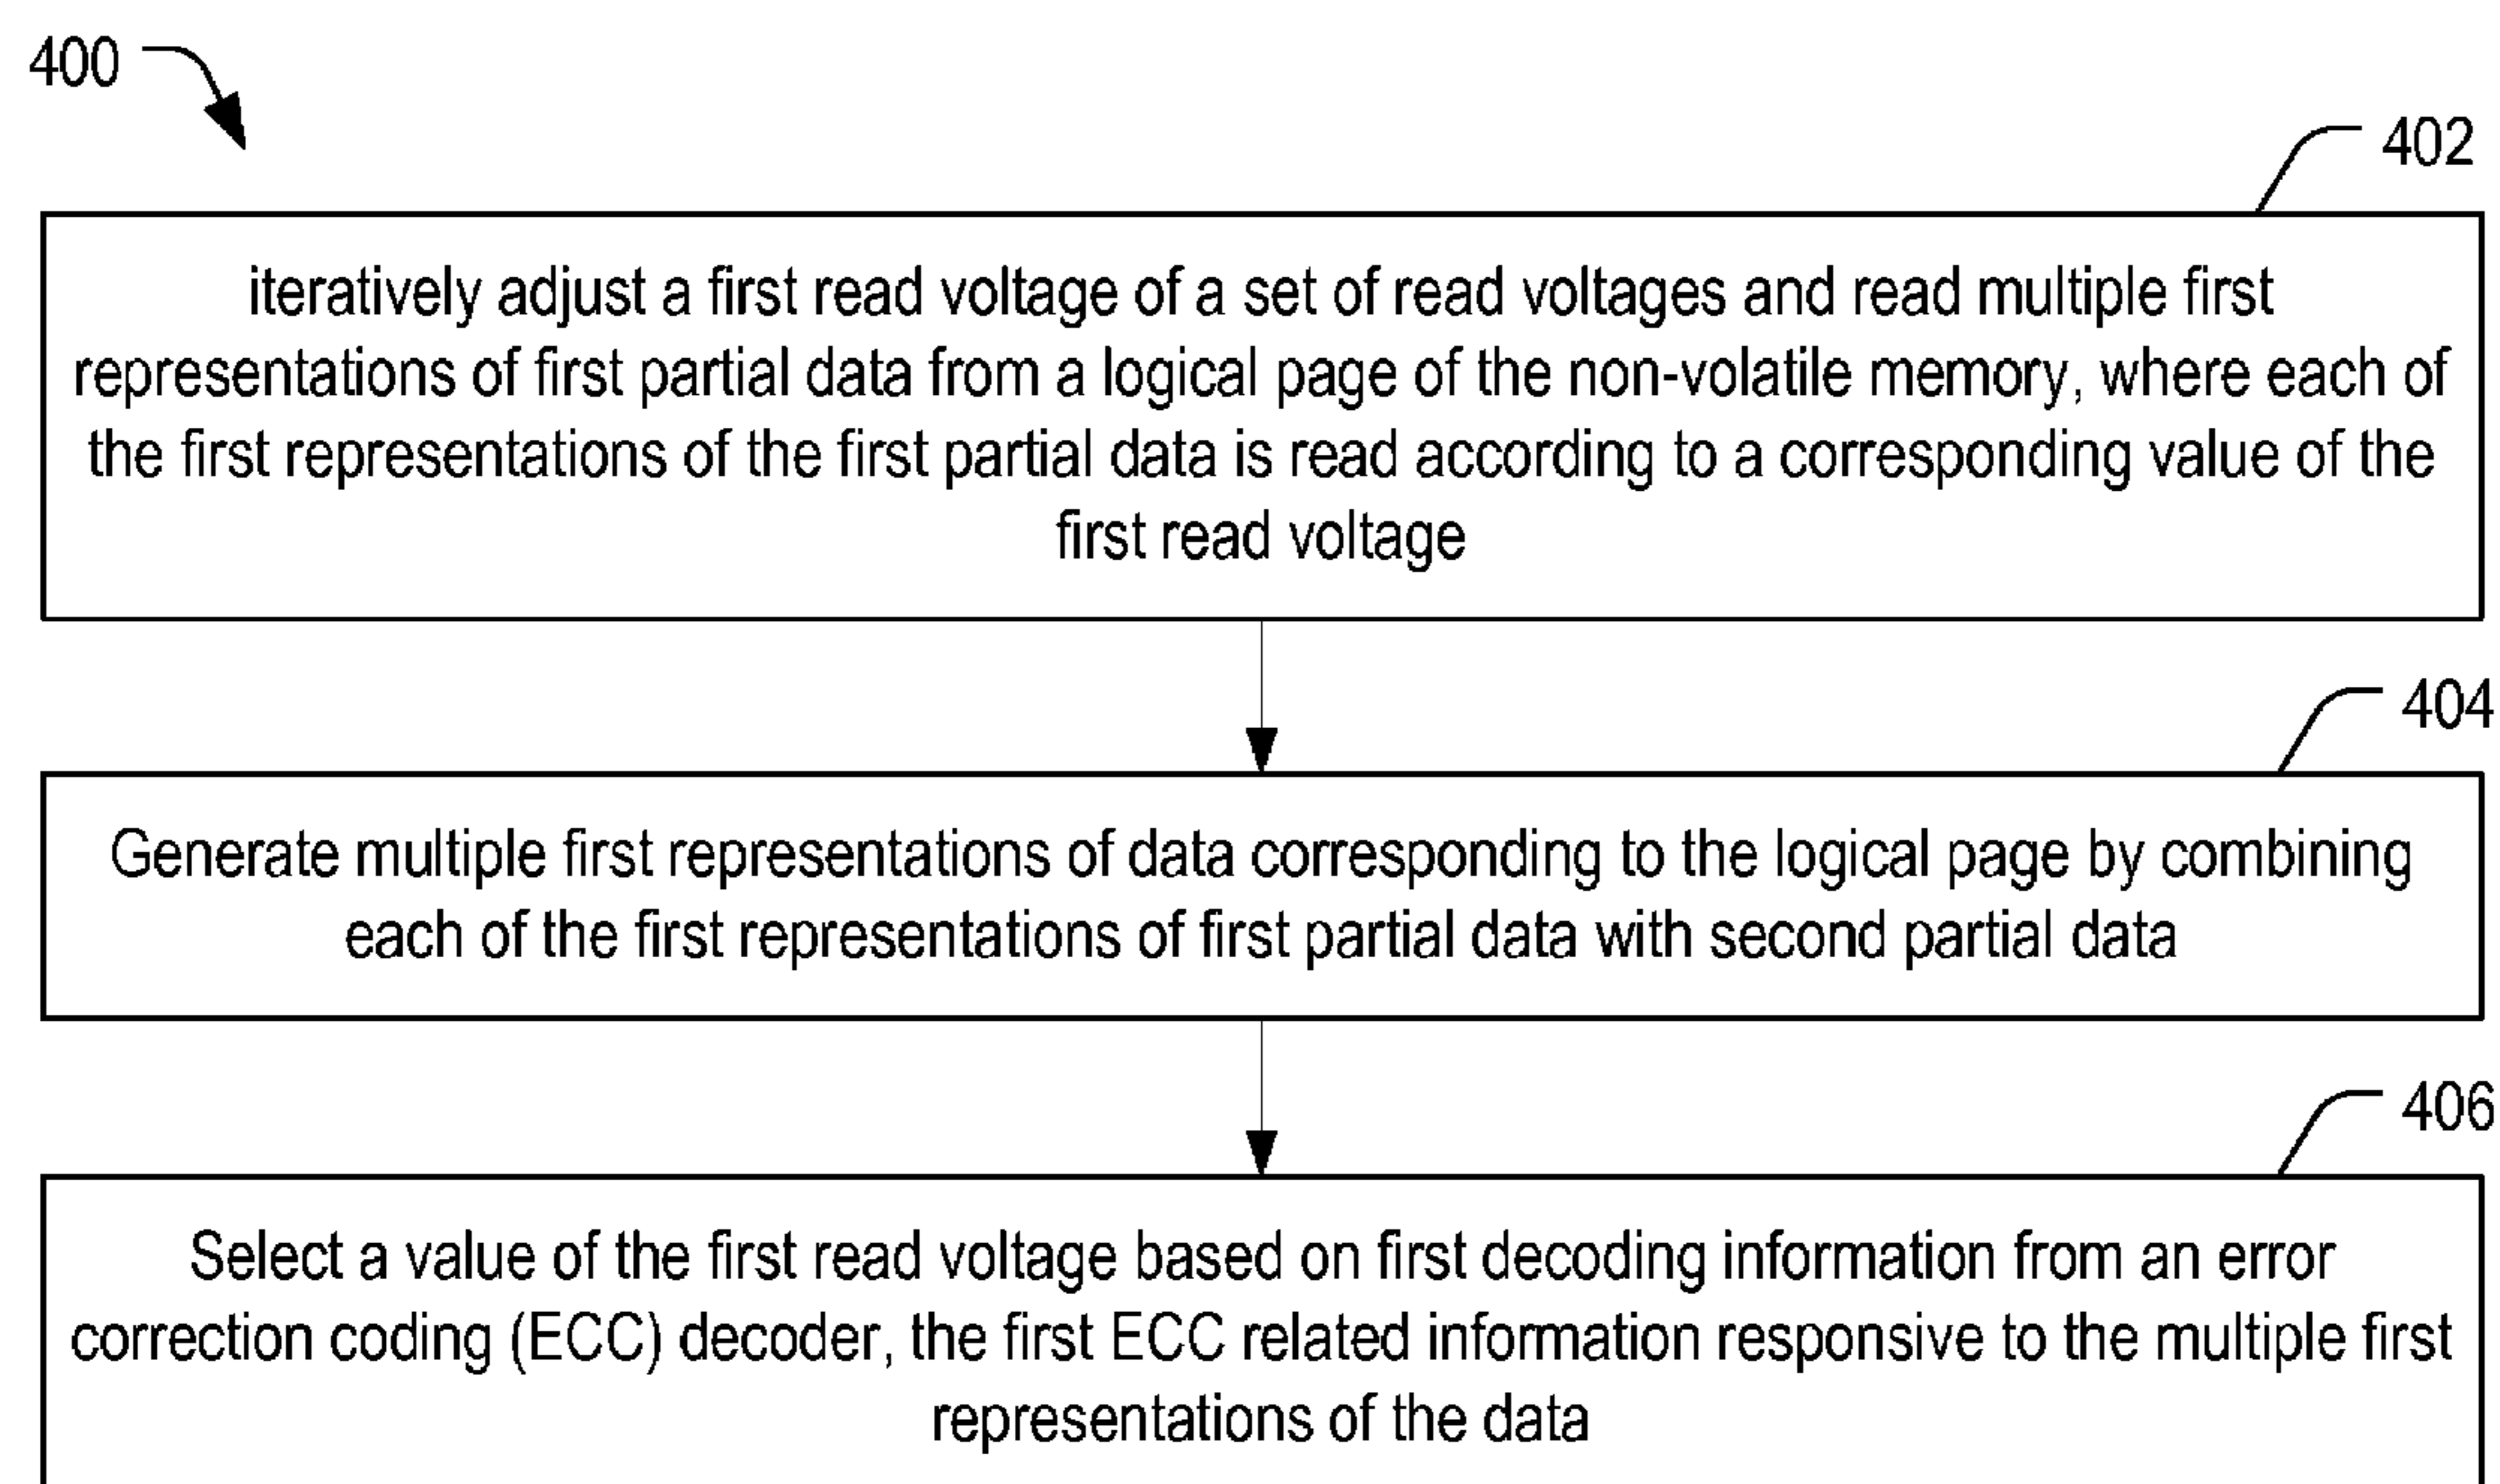 400
402
iteratively adjust a first read voltage of a set of read voltages and read multiple first
representations of first partial data from a logical page of the non-volatile memory, where each of
the first representations of the first partial data is read according to a corresponding value of the
first read voltage
404
Generate multiple first representations of data corresponding to the logical page by combining
each of the first representations of first partial data with second partial data
406
Select a value of the first read voltage based on first decoding information from an error
correction coding (ECC) decoder, the first ECC related information responsive to the multiple first
representations of the data